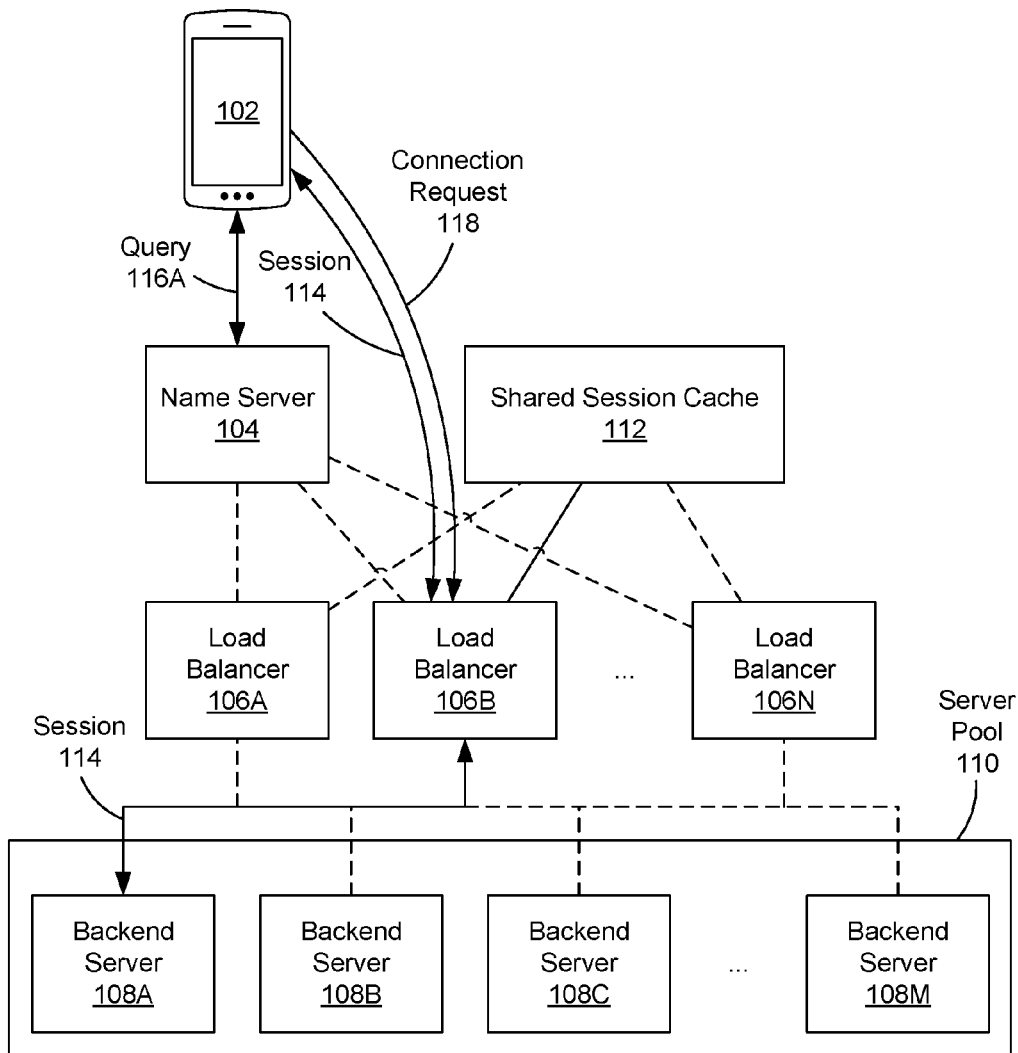 102
Connection
Request
118
Query
116A
Session
114
Name Server
104
Shared Session Cache
112
Load
Balancer
106A
Load
Balancer
106B
...
Load
Balancer
106N
Session
114
Server
Pool
110
Backend
Server
108A
Backend
Server
108B
Backend
Server
108C
...
Backend
Server
108M